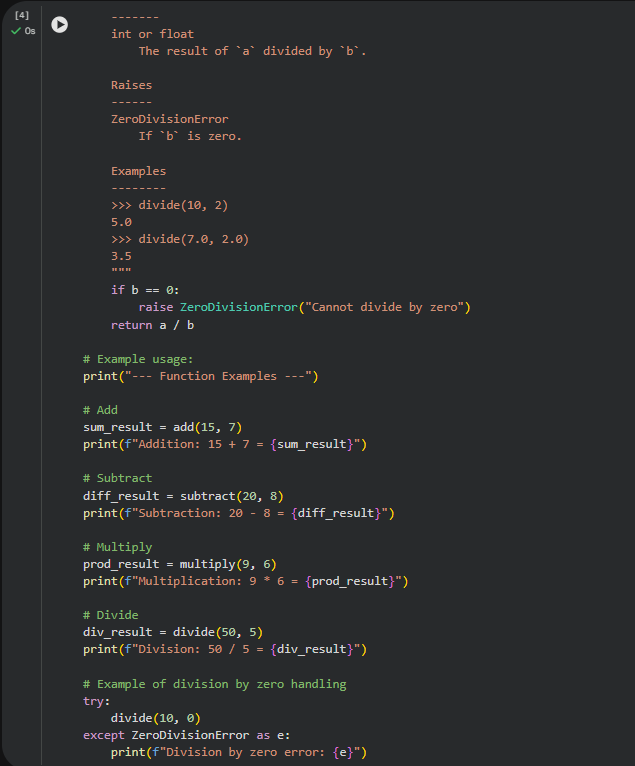 [4]
0s
-------
int or float
    The result of `a` divided by `b`.

Raises
------
ZeroDivisionError
    If `b` is zero.

Examples
--------
>>> divide(10, 2)
5.0
>>> divide(7.0, 2.0)
3.5
"""
if b == 0:
    raise ZeroDivisionError("Cannot divide by zero")
return a / b

# Example usage:
print("--- Function Examples ---")

# Add
sum_result = add(15, 7)
print(f"Addition: 15 + 7 = {sum_result}")

# Subtract
diff_result = subtract(20, 8)
print(f"Subtraction: 20 - 8 = {diff_result}")

# Multiply
prod_result = multiply(9, 6)
print(f"Multiplication: 9 * 6 = {prod_result}")

# Divide
div_result = divide(50, 5)
print(f"Division: 50 / 5 = {div_result}")

# Example of division by zero handling
try:
    divide(10, 0)
except ZeroDivisionError as e:
    print(f"Division by zero error: {e}")